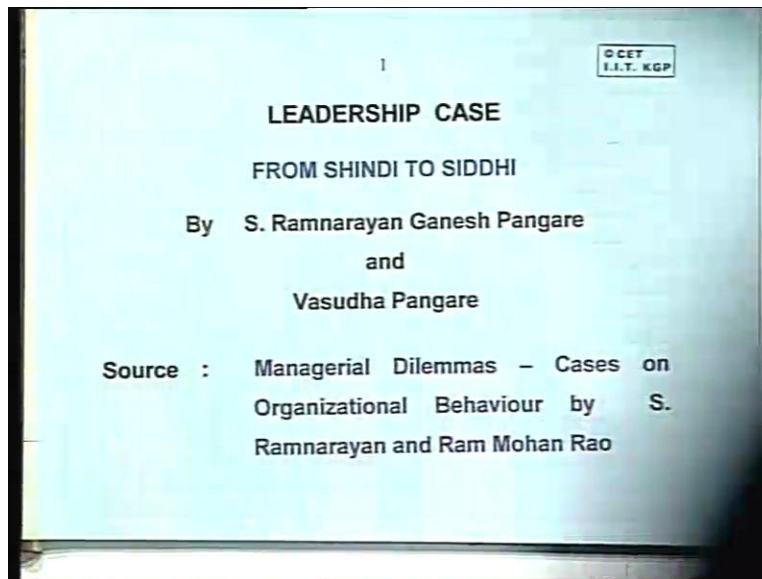 1
© CET
I.I.T. KGP
LEADERSHIP CASE
FROM SHINDI TO SIDDHI
By S. Ramnarayan Ganesh Pangare
and
Vasudha Pangare
Source : Managerial Dilemmas – Cases on
Organizational Behaviour by S.
Ramnarayan and Ram Mohan Rao